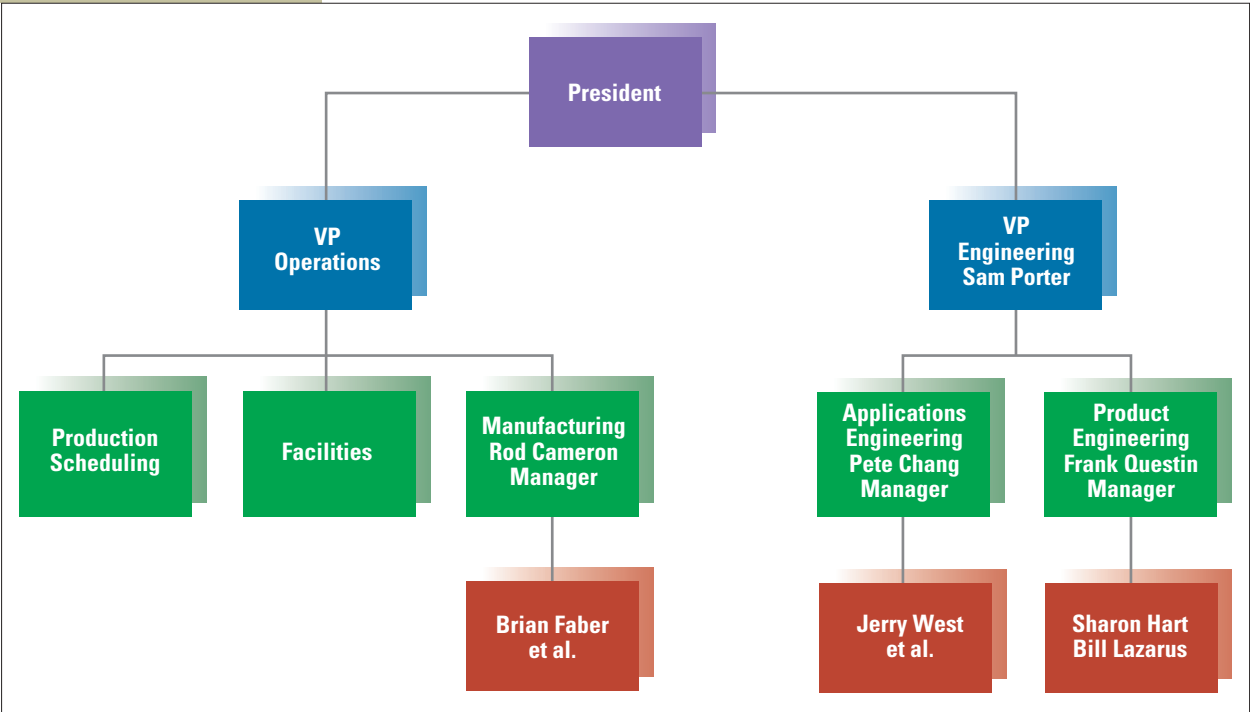 President
VP
Operations
VP
Engineering
Sam Porter
Production
Scheduling
Facilities
Manufacturing
Rod Cameron
Manager
Applications
Engineering
Pete Chang
Manager
Product
Engineering
Frank Questin
Manager
Brian Faber
et al.
Jerry West
et al.
Sharon Hart
Bill Lazarus